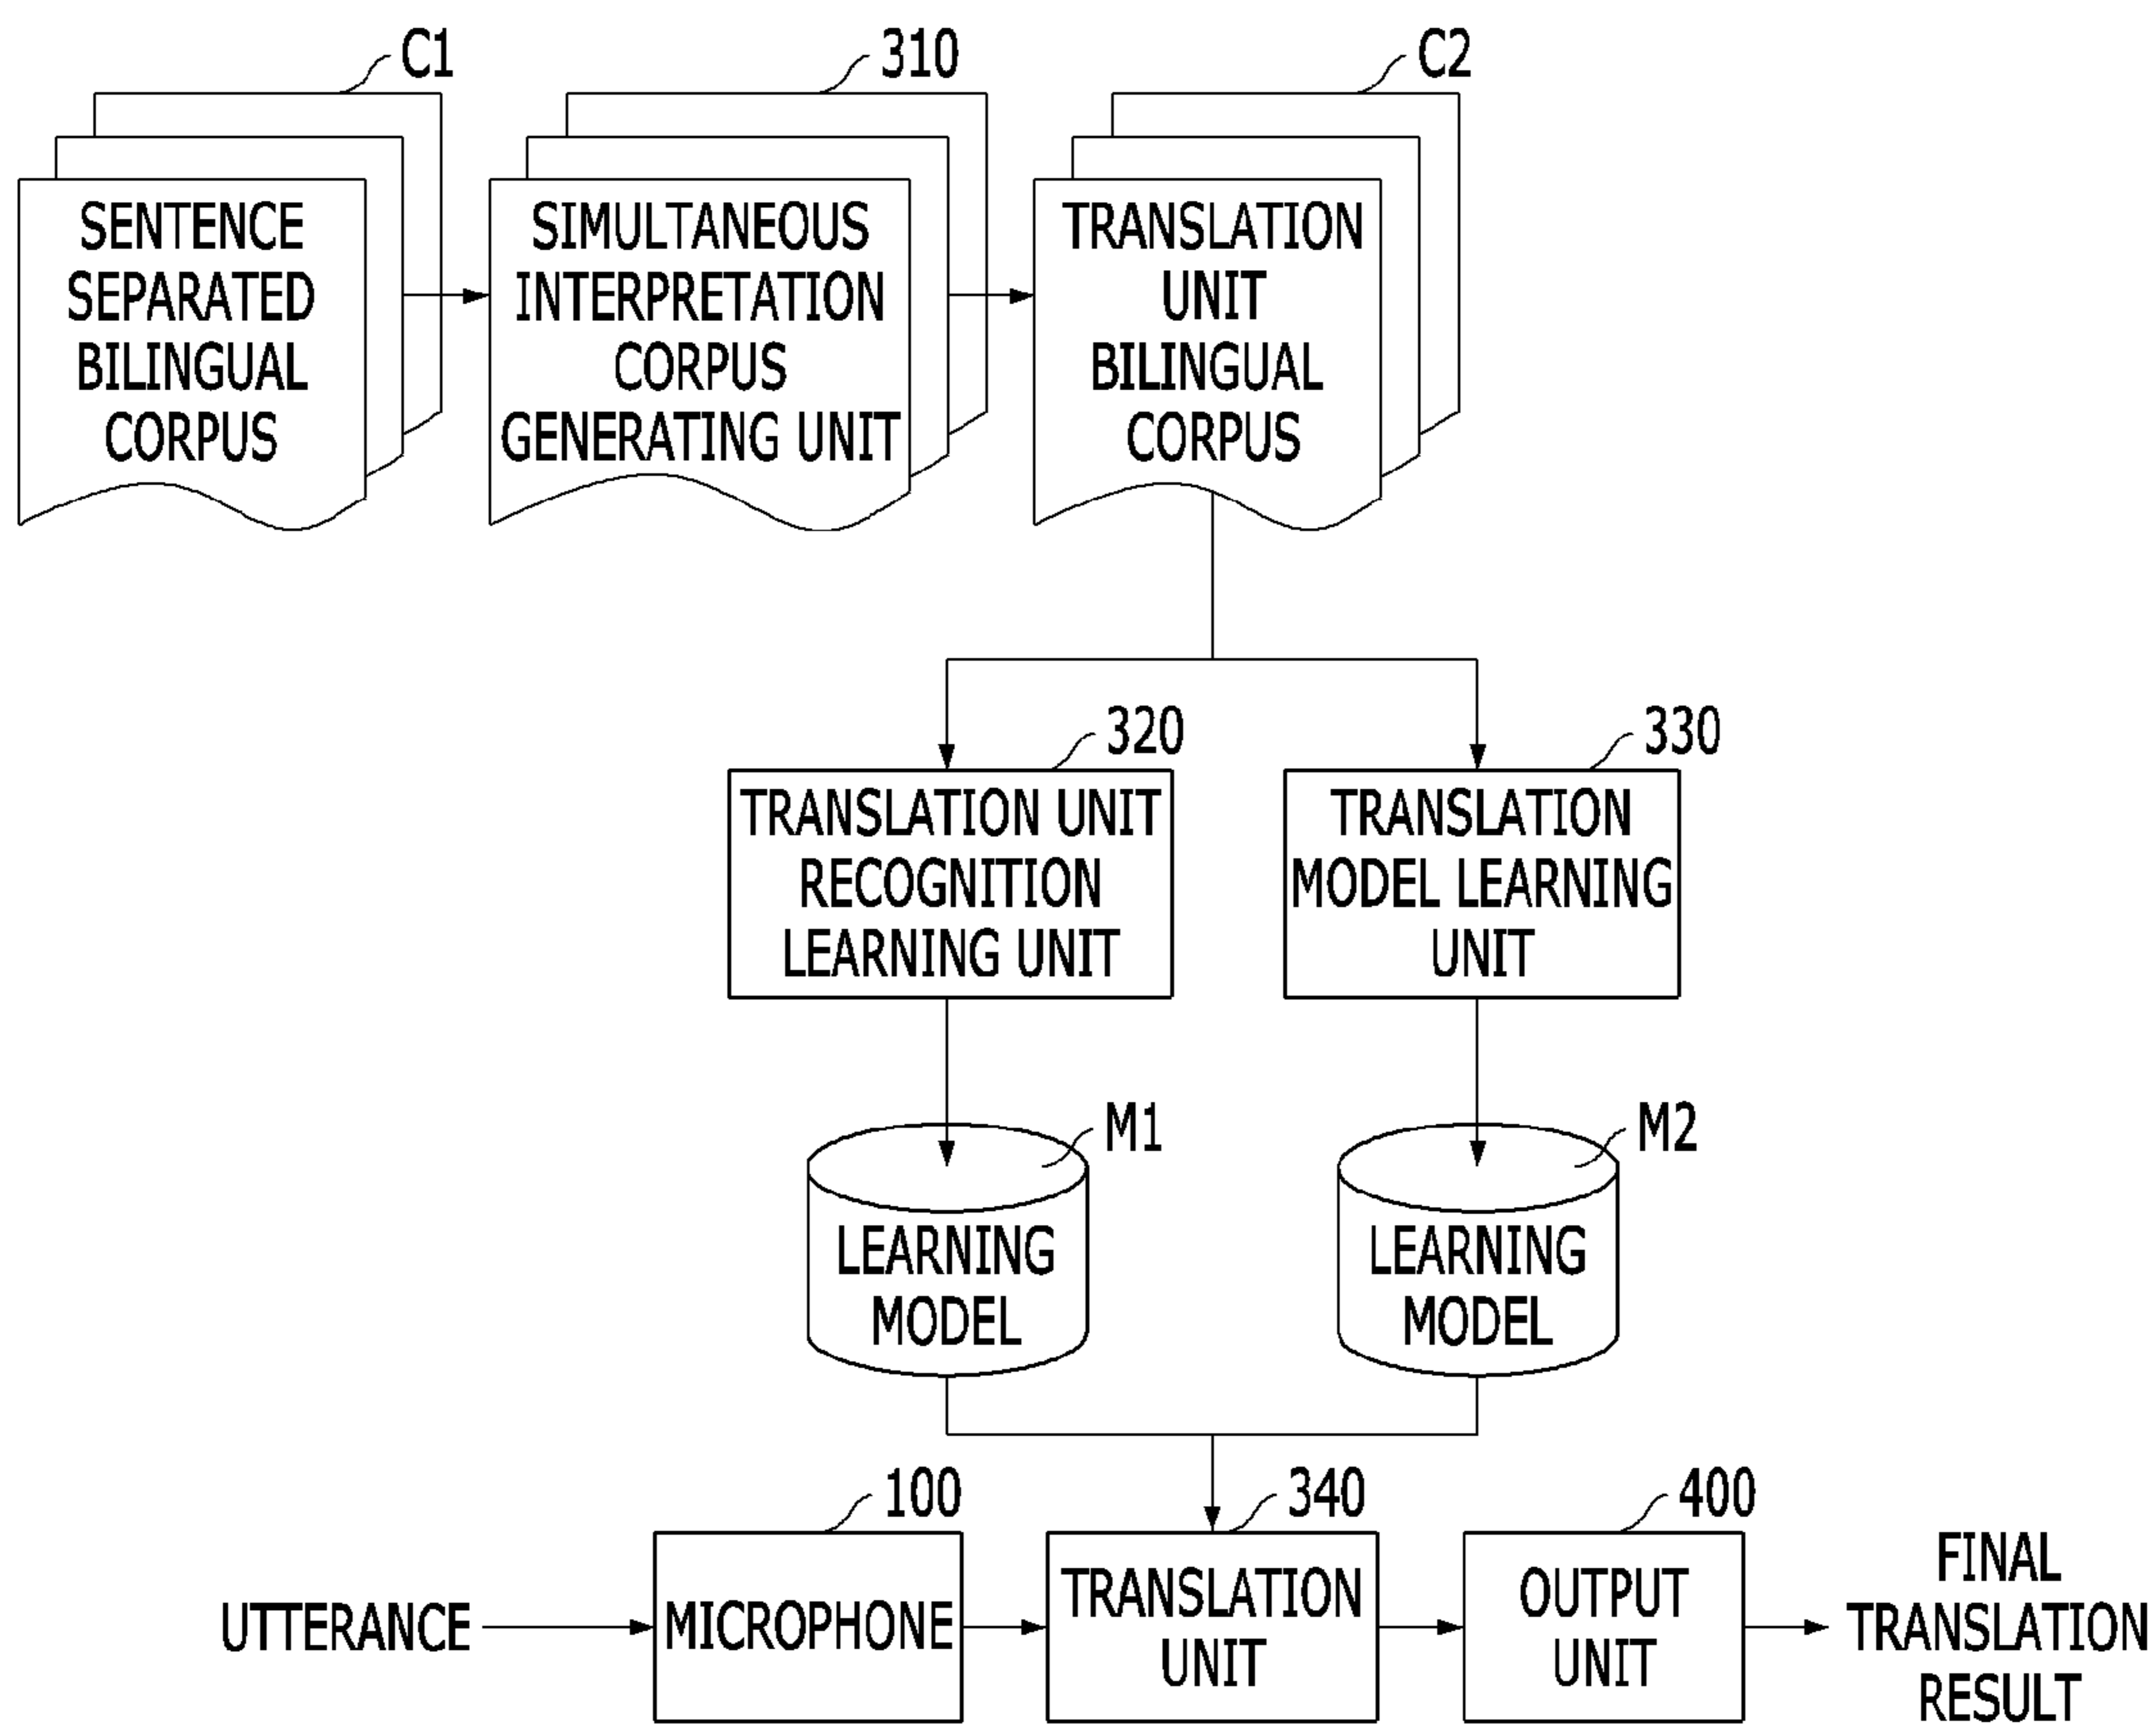 C1
310
C2
SENTENCE
SEPARATED
BILINGUAL
CORPUS
SIMULTANEOUS
INTERPRETATION
CORPUS
GENERATING UNIT
TRANSLATION
UNIT
BILINGUAL
CORPUS
320
330
TRANSLATION UNIT
RECOGNITION
LEARNING UNIT
TRANSLATION
MODEL LEARNING
UNIT
M1
M2
LEARNING
MODEL
LEARNING
MODEL
100
340
400
UTTERANCE
MICROPHONE
TRANSLATION
UNIT
OUTPUT
UNIT
FINAL
TRANSLATION
RESULT